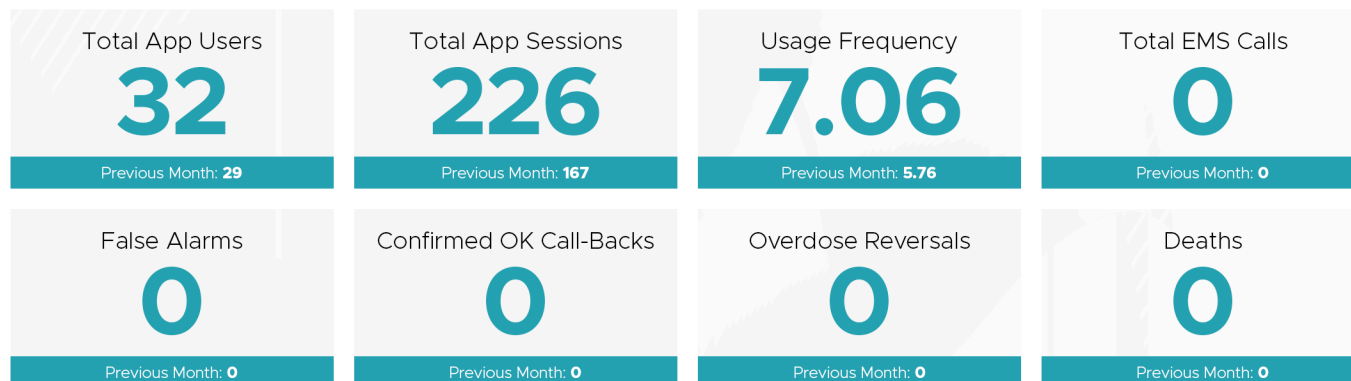 Total App Users
32
Previous Month: 29
Total App Sessions
226
Previous Month: 167
Usage Frequency
7.06
Previous Month: 5.76
Total EMS Calls
0
Previous Month: 0
False Alarms
0
Previous Month: 0
Confirmed OK Call-Backs
0
Previous Month: 0
Overdose Reversals
0
Previous Month: 0
Deaths
0
Previous Month: 0